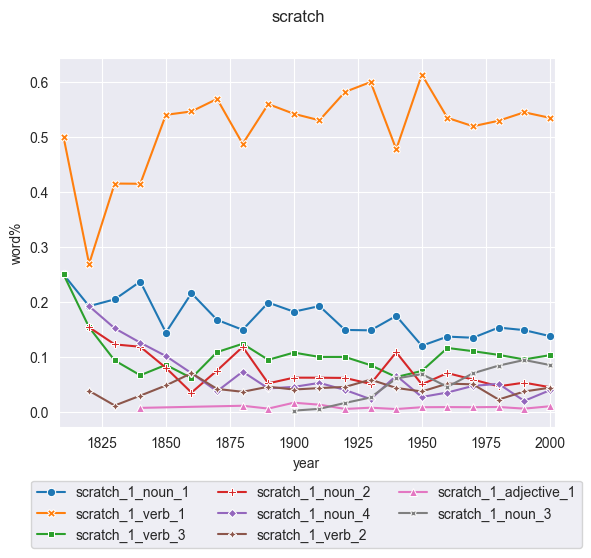 scratch
0.6
0.5
0.4
0.3
0.2
0.1
0.0
word%
1825 1850 1875 1900 1925 1950 1975 2000
year
scratch_1_noun_1 scratch_1_noun_2 scratch_1_adjective_1
scratch_1_verb_1 scratch_1_noun_4 scratch_1_noun_3
scratch_1_verb_3 scratch_1_verb_2